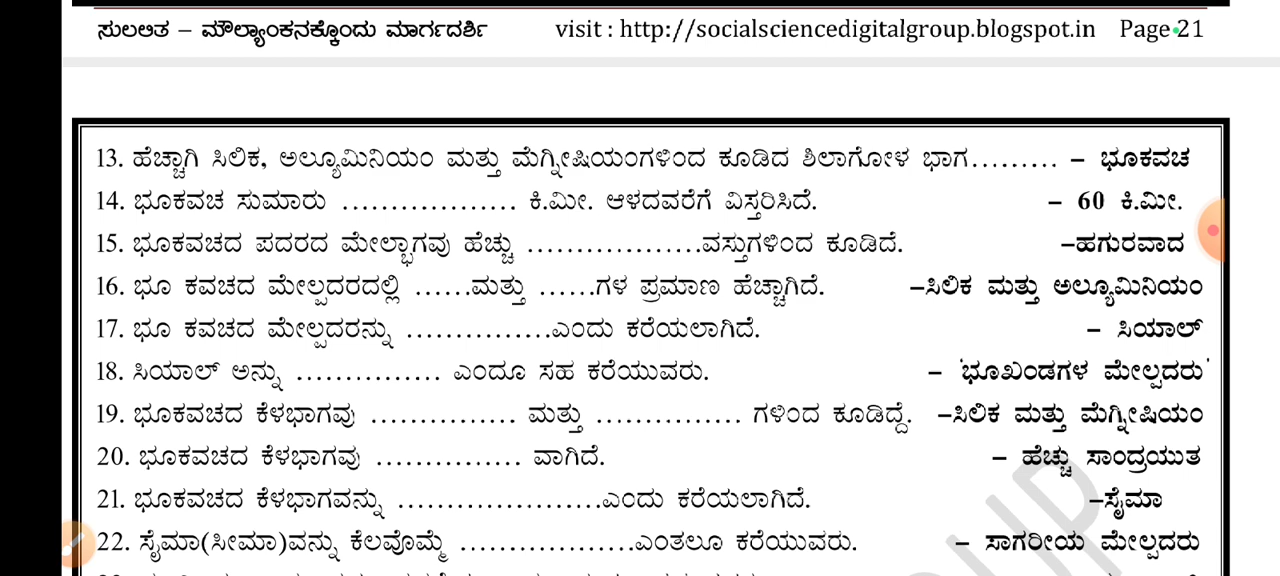 ಸುಲಲಿತ – ಮೌಲ್ಯಾಂಕನಕ್ಕೊಂದು ಮಾರ್ಗದರ್ಶಿ visit : http://socialsciencedigitalgroup.blogspot.in Page 21
13. ಹೆಚ್ಚಾಗಿ ಸಿಲಿಕ, ಅಲ್ಯೂಮಿನಿಯಂ ಮತ್ತು ಮೆಗ್ನೀಷಿಯಂಗಳಿಂದ ಕೂಡಿದ ಶಿಲಾಗೋಳ ಭಾಗ……… – ಭೂಕವಚ
14. ಭೂಕವಚ ಸುಮಾರು ……………… ಕಿ.ಮೀ. ಆಳದವರೆಗೆ ವಿಸ್ತರಿಸಿದೆ. – 60 ಕಿ.ಮೀ.
15. ಭೂಕವಚದ ಪದರದ ಮೇಲ್ಭಾಗವು ಹೆಚ್ಚು ………………ವಸ್ತುಗಳಿಂದ ಕೂಡಿದೆ. –ಹಗುರವಾದ
16. ಭೂ ಕವಚದ ಮೇಲ್ಪದರದಲ್ಲಿ ……ಮತ್ತು ……ಗಳ ಪ್ರಮಾಣ ಹೆಚ್ಚಾಗಿದೆ. –ಸಿಲಿಕ ಮತ್ತು ಅಲ್ಯೂಮಿನಿಯಂ
17. ಭೂ ಕವಚದ ಮೇಲ್ಪದರನ್ನು ……………ಎಂದು ಕರೆಯಲಾಗಿದೆ. – ಸಿಯಾಲ್
18. ಸಿಯಾಲ್ ಅನ್ನು …………… ಎಂದೂ ಸಹ ಕರೆಯುವರು. – 'ಭೂಖಂಡಗಳ ಮೇಲ್ಪದರು'
19. ಭೂಕವಚದ ಕೆಳಭಾಗವು …………… ಮತ್ತು …………… ಗಳಿಂದ ಕೂಡಿದ್ದೆ. –ಸಿಲಿಕ ಮತ್ತು ಮೆಗ್ನೀಷಿಯಂ
20. ಭೂಕವಚದ ಕೆಳಭಾಗವು …………… ವಾಗಿದೆ. – ಹೆಚ್ಚು ಸಾಂದ್ರಯುತ
21. ಭೂಕವಚದ ಕೆಳಭಾಗವನ್ನು …………………ಎಂದು ಕರೆಯಲಾಗಿದೆ. –ಸೈಮಾ
22. ಸೈಮಾ(ಸೀಮಾ)ವನ್ನು ಕೆಲವೊಮ್ಮೆ ………………ಎಂತಲೂ ಕರೆಯುವರು. – ಸಾಗರೀಯ ಮೇಲ್ಪದರು